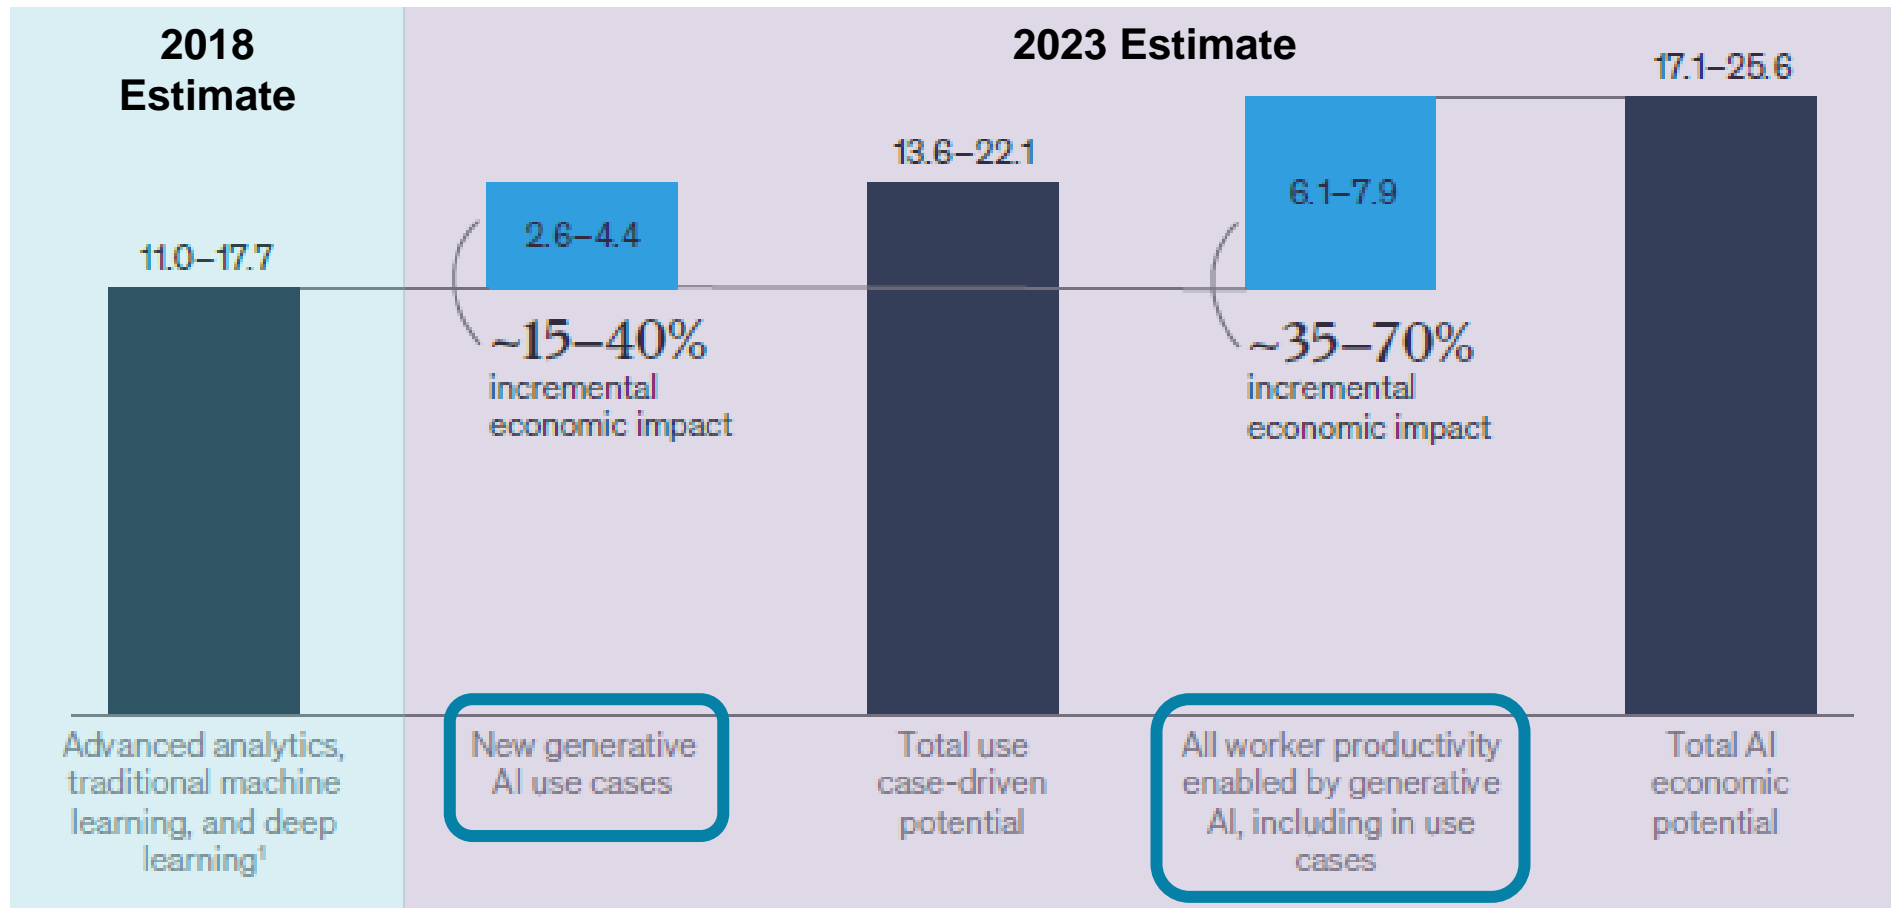 2018
Estimate
2023 Estimate
11.0–17.7
2.6–4.4
~15–40%
incremental
economic impact
13.6–22.1
6.1–7.9
~35–70%
incremental
economic impact
17.1–25.6
Advanced analytics,
traditional machine
learning, and deep
learning¹
New generative
AI use cases
Total use
case-driven
potential
All worker productivity
enabled by generative
AI, including in use
cases
Total AI
economic
potential